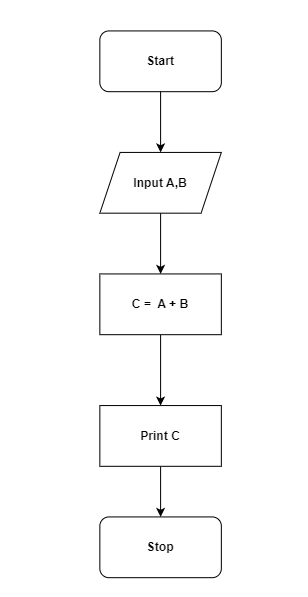 Start
Input A,B
C = A + B
Print C
Stop